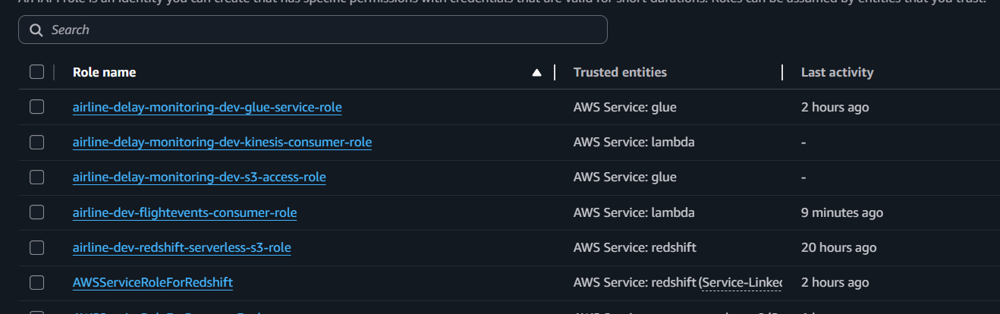 An IAM role is an identity you can create that has specific permissions with credentials that are valid for short durations. Roles can be assumed by entities that you trust.
Search
Role name Trusted entities Last activity
airline-delay-monitoring-dev-glue-service-role AWS Service: glue 2 hours ago
airline-delay-monitoring-dev-kinesis-consumer-role AWS Service: lambda -
airline-delay-monitoring-dev-s3-access-role AWS Service: glue -
airline-dev-flightevents-consumer-role AWS Service: lambda 9 minutes ago
airline-dev-redshift-serverless-s3-role AWS Service: redshift 20 hours ago
AWSServiceRoleForRedshift AWS Service: redshift (Service-Linked 2 hours ago